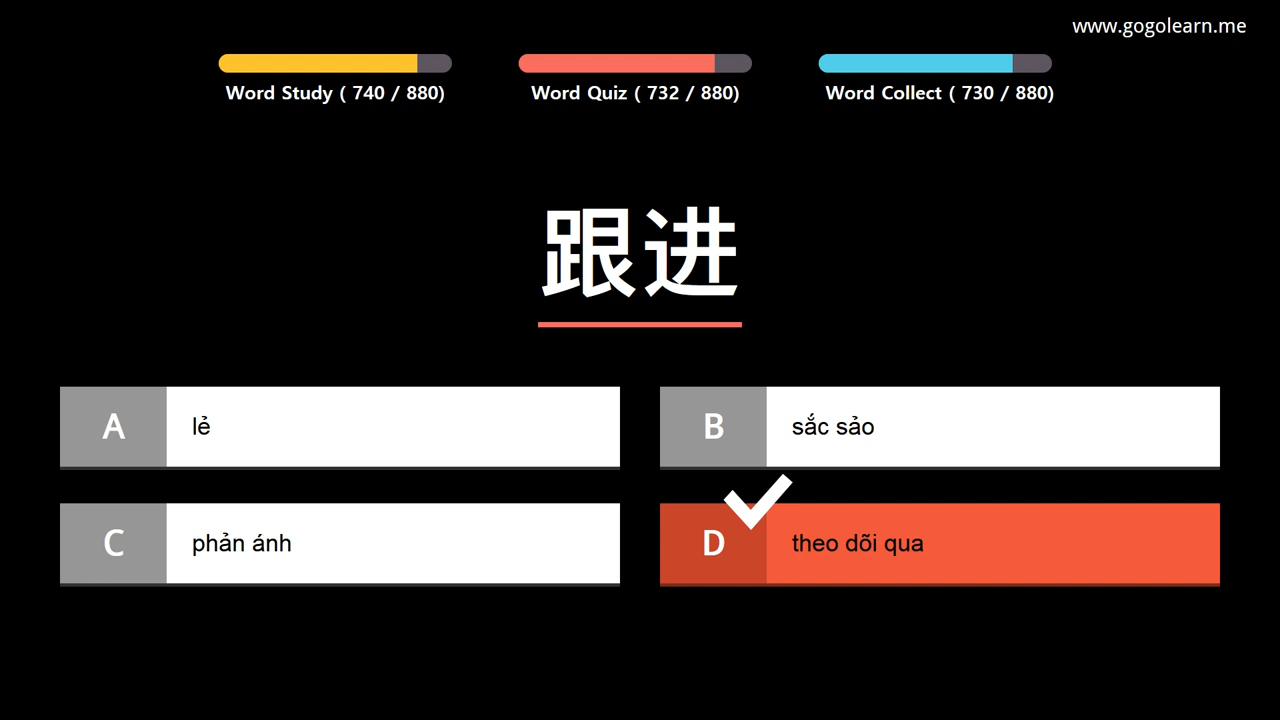 www.gogolearn.me
Word Study ( 740 / 880)
Word Quiz ( 732 / 880)
Word Collect ( 730 / 880)
跟进
A lẻ
B sắc sảo
C phản ánh
D theo dõi qua